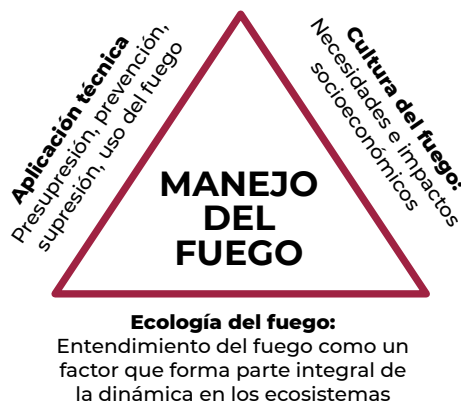 Aplicación técnica
Presupresión, prevención,
supresión, uso del fuego
Cultura del fuego:
Necesidades e impactos
socioeconómicos
MANEJO
DEL
FUEGO
Ecología del fuego:
Entendimiento del fuego como un
factor que forma parte integral de
la dinámica en los ecosistemas